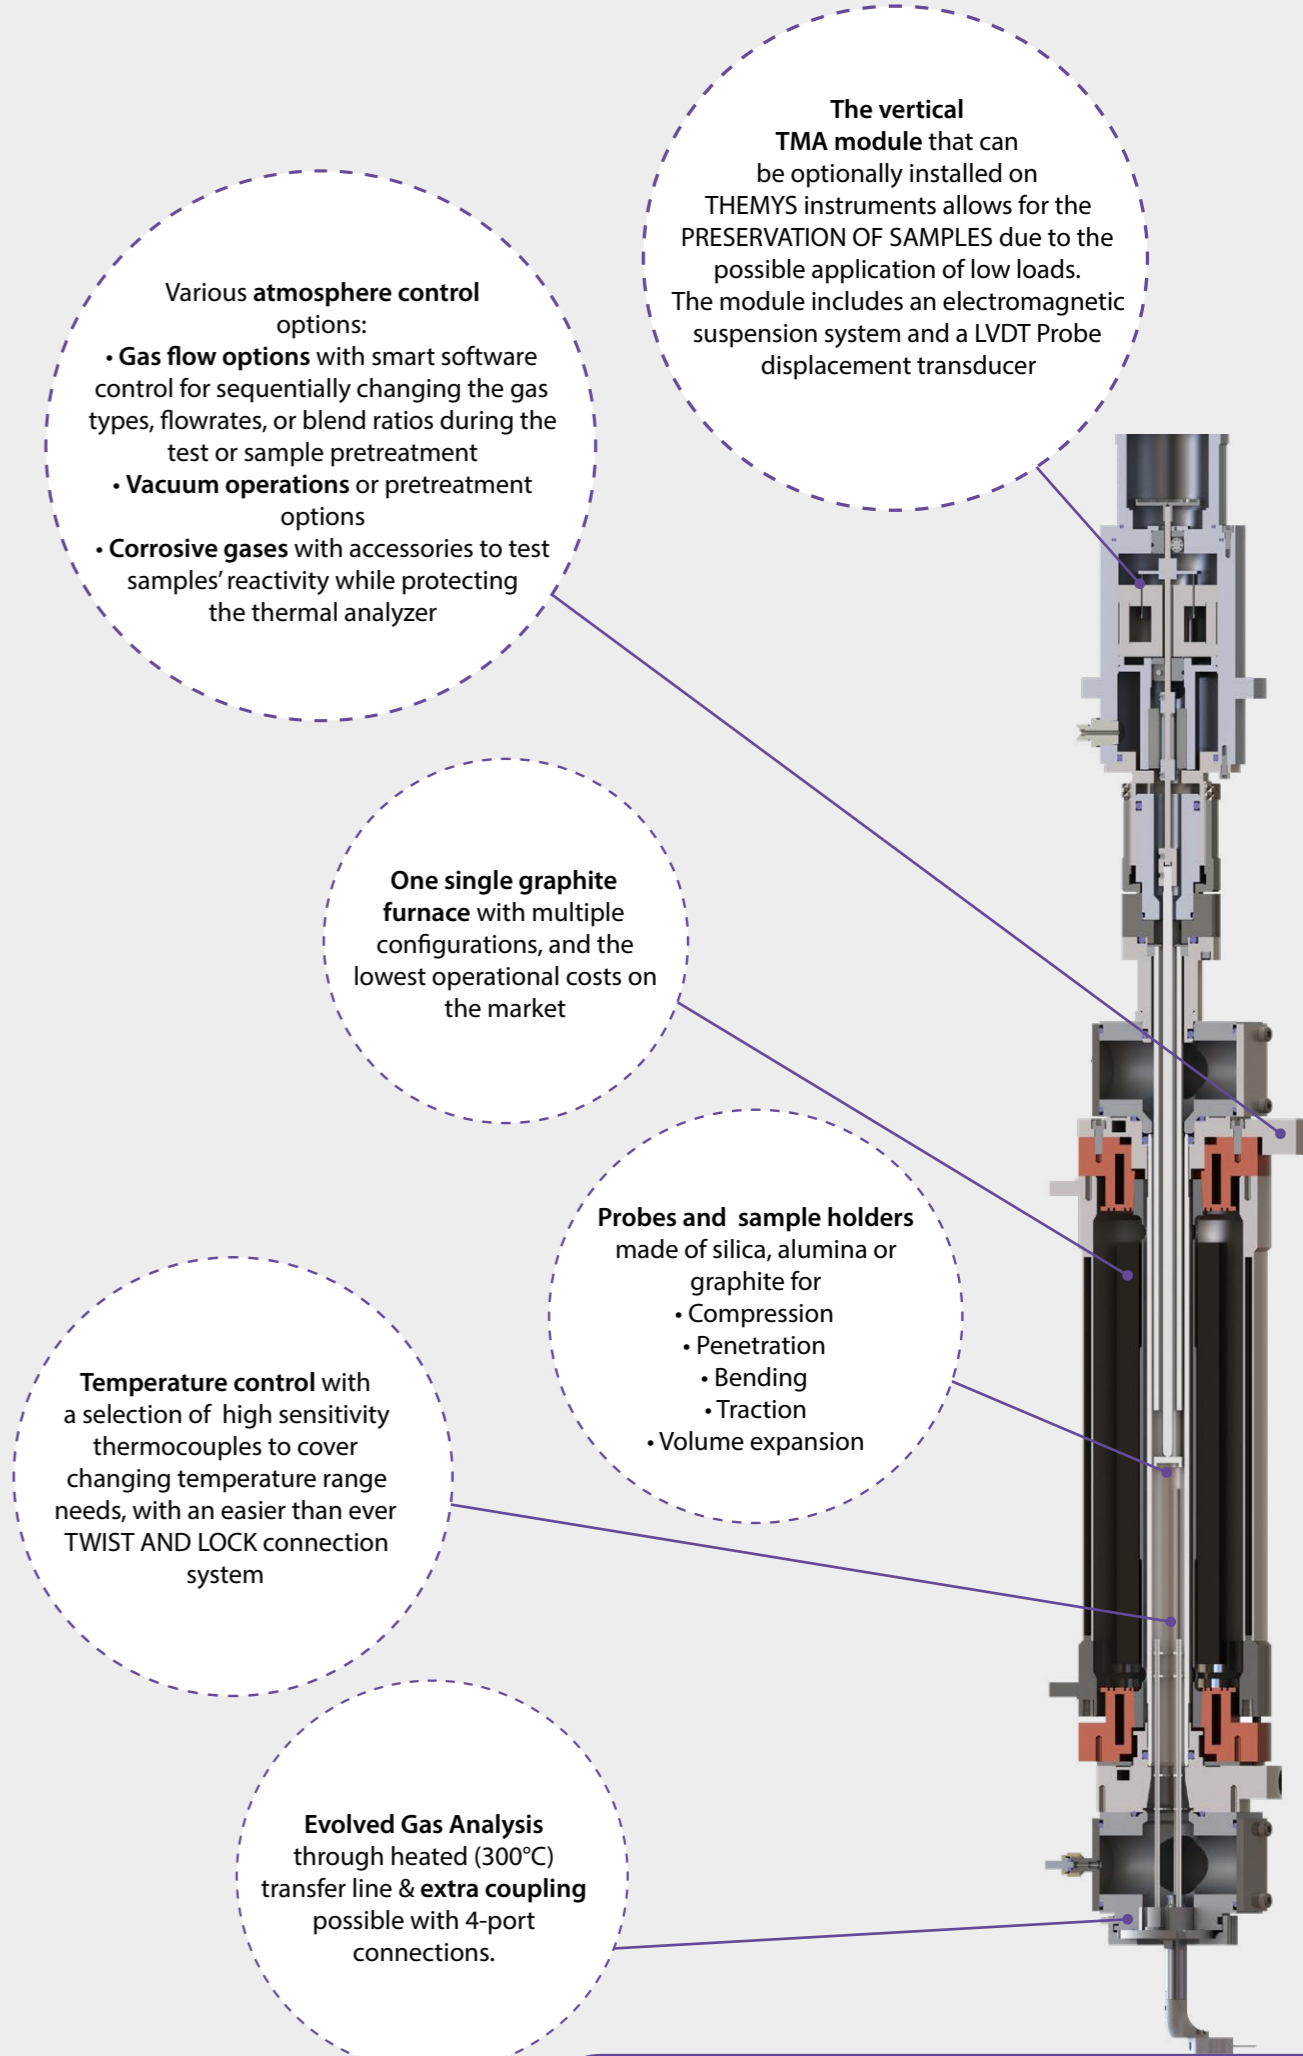 The vertical
TMA module that can
be optionally installed on
THEMYS instruments allows for the
PRESERVATION OF SAMPLES due to the
possible application of low loads.
The module includes an electromagnetic
suspension system and a LVDT Probe
displacement transducer
Various atmosphere control
options:
• Gas flow options with smart software
control for sequentially changing the gas
types, flowrates, or blend ratios during the
test or sample pretreatment
• Vacuum operations or pretreatment
options
• Corrosive gases with accessories to test
samples’ reactivity while protecting
the thermal analyzer
One single graphite
furnace with multiple
configurations, and the
lowest operational costs on
the market
Probes and sample holders
made of silica, alumina or
graphite for
• Compression
• Penetration
• Bending
• Traction
• Volume expansion
Temperature control with
a selection of high sensitivity
thermocouples to cover
changing temperature range
needs, with an easier than ever
TWIST AND LOCK connection
system
Evolved Gas Analysis
through heated (300°C)
transfer line & extra coupling
possible with 4-port
connections.